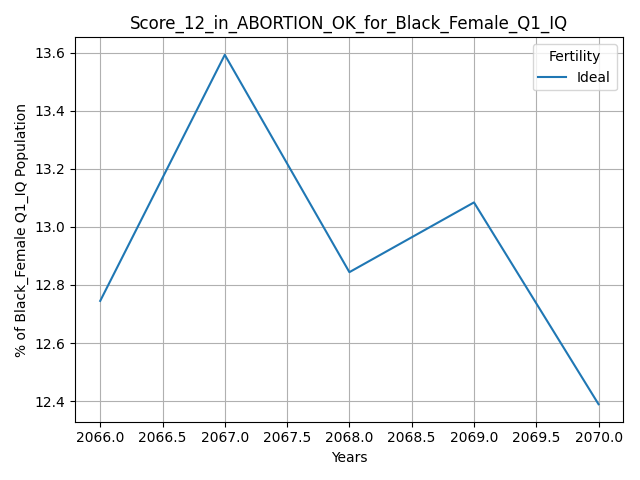 Score_12_in_ABORTION_OK_for_Black_Female_Q1_IQ
Fertility
Ideal
% of Black_Female Q1_IQ Population
13.6
13.4
13.2
13.0
12.8
12.6
12.4
2066.0 2066.5 2067.0 2067.5 2068.0 2068.5 2069.0 2069.5 2070.0
Years